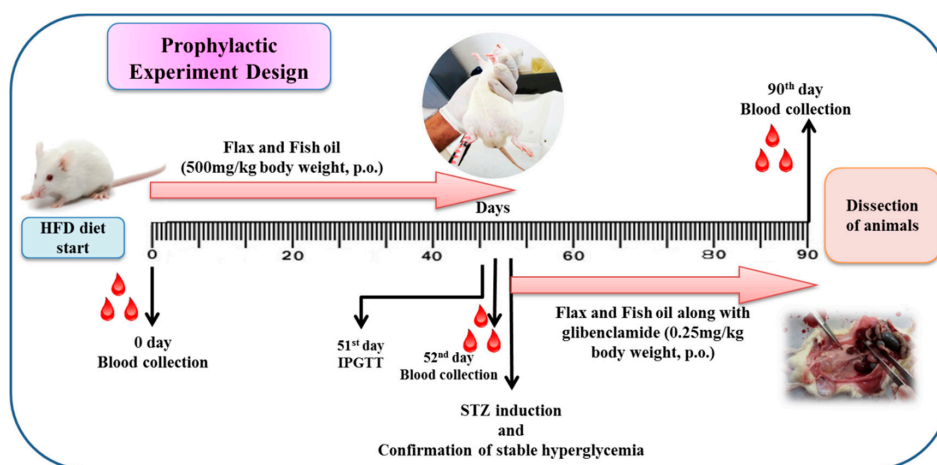 Prophylactic
Experiment Design
90th day
Blood collection
Flax and Fish oil
(500mg/kg body weight, p.o.)
Days
HFD diet
start
Dissection
of animals
0
20
40
60
80
90
0 day
Blood collection
51st day
IPGTT
52nd day
Blood collection
Flax and Fish oil along with
glibenclamide (0.25mg/kg
body weight, p.o.)
STZ induction
and
Confirmation of stable hyperglycemia